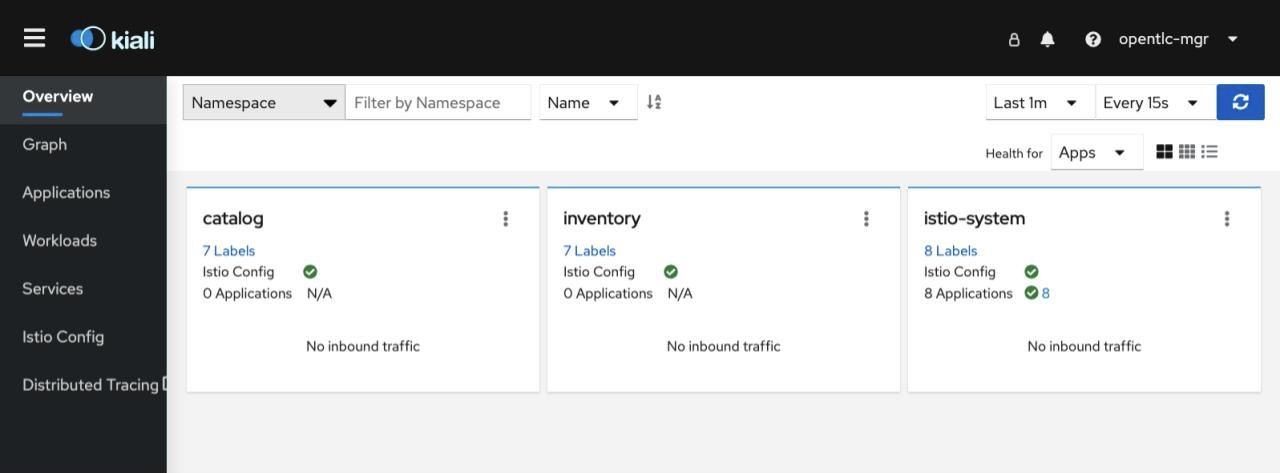 kiali
opentlc-mgr
Overview
Graph
Applications
Workloads
Services
Istio Config
Distributed Tracing
Namespace Filter by Namespace Name Last 1m Every 15s
Health for Apps
catalog
7 Labels
Istio Config
0 Applications N/A
No inbound traffic
inventory
7 Labels
Istio Config
0 Applications N/A
No inbound traffic
istio-system
8 Labels
Istio Config
8 Applications 8
No inbound traffic